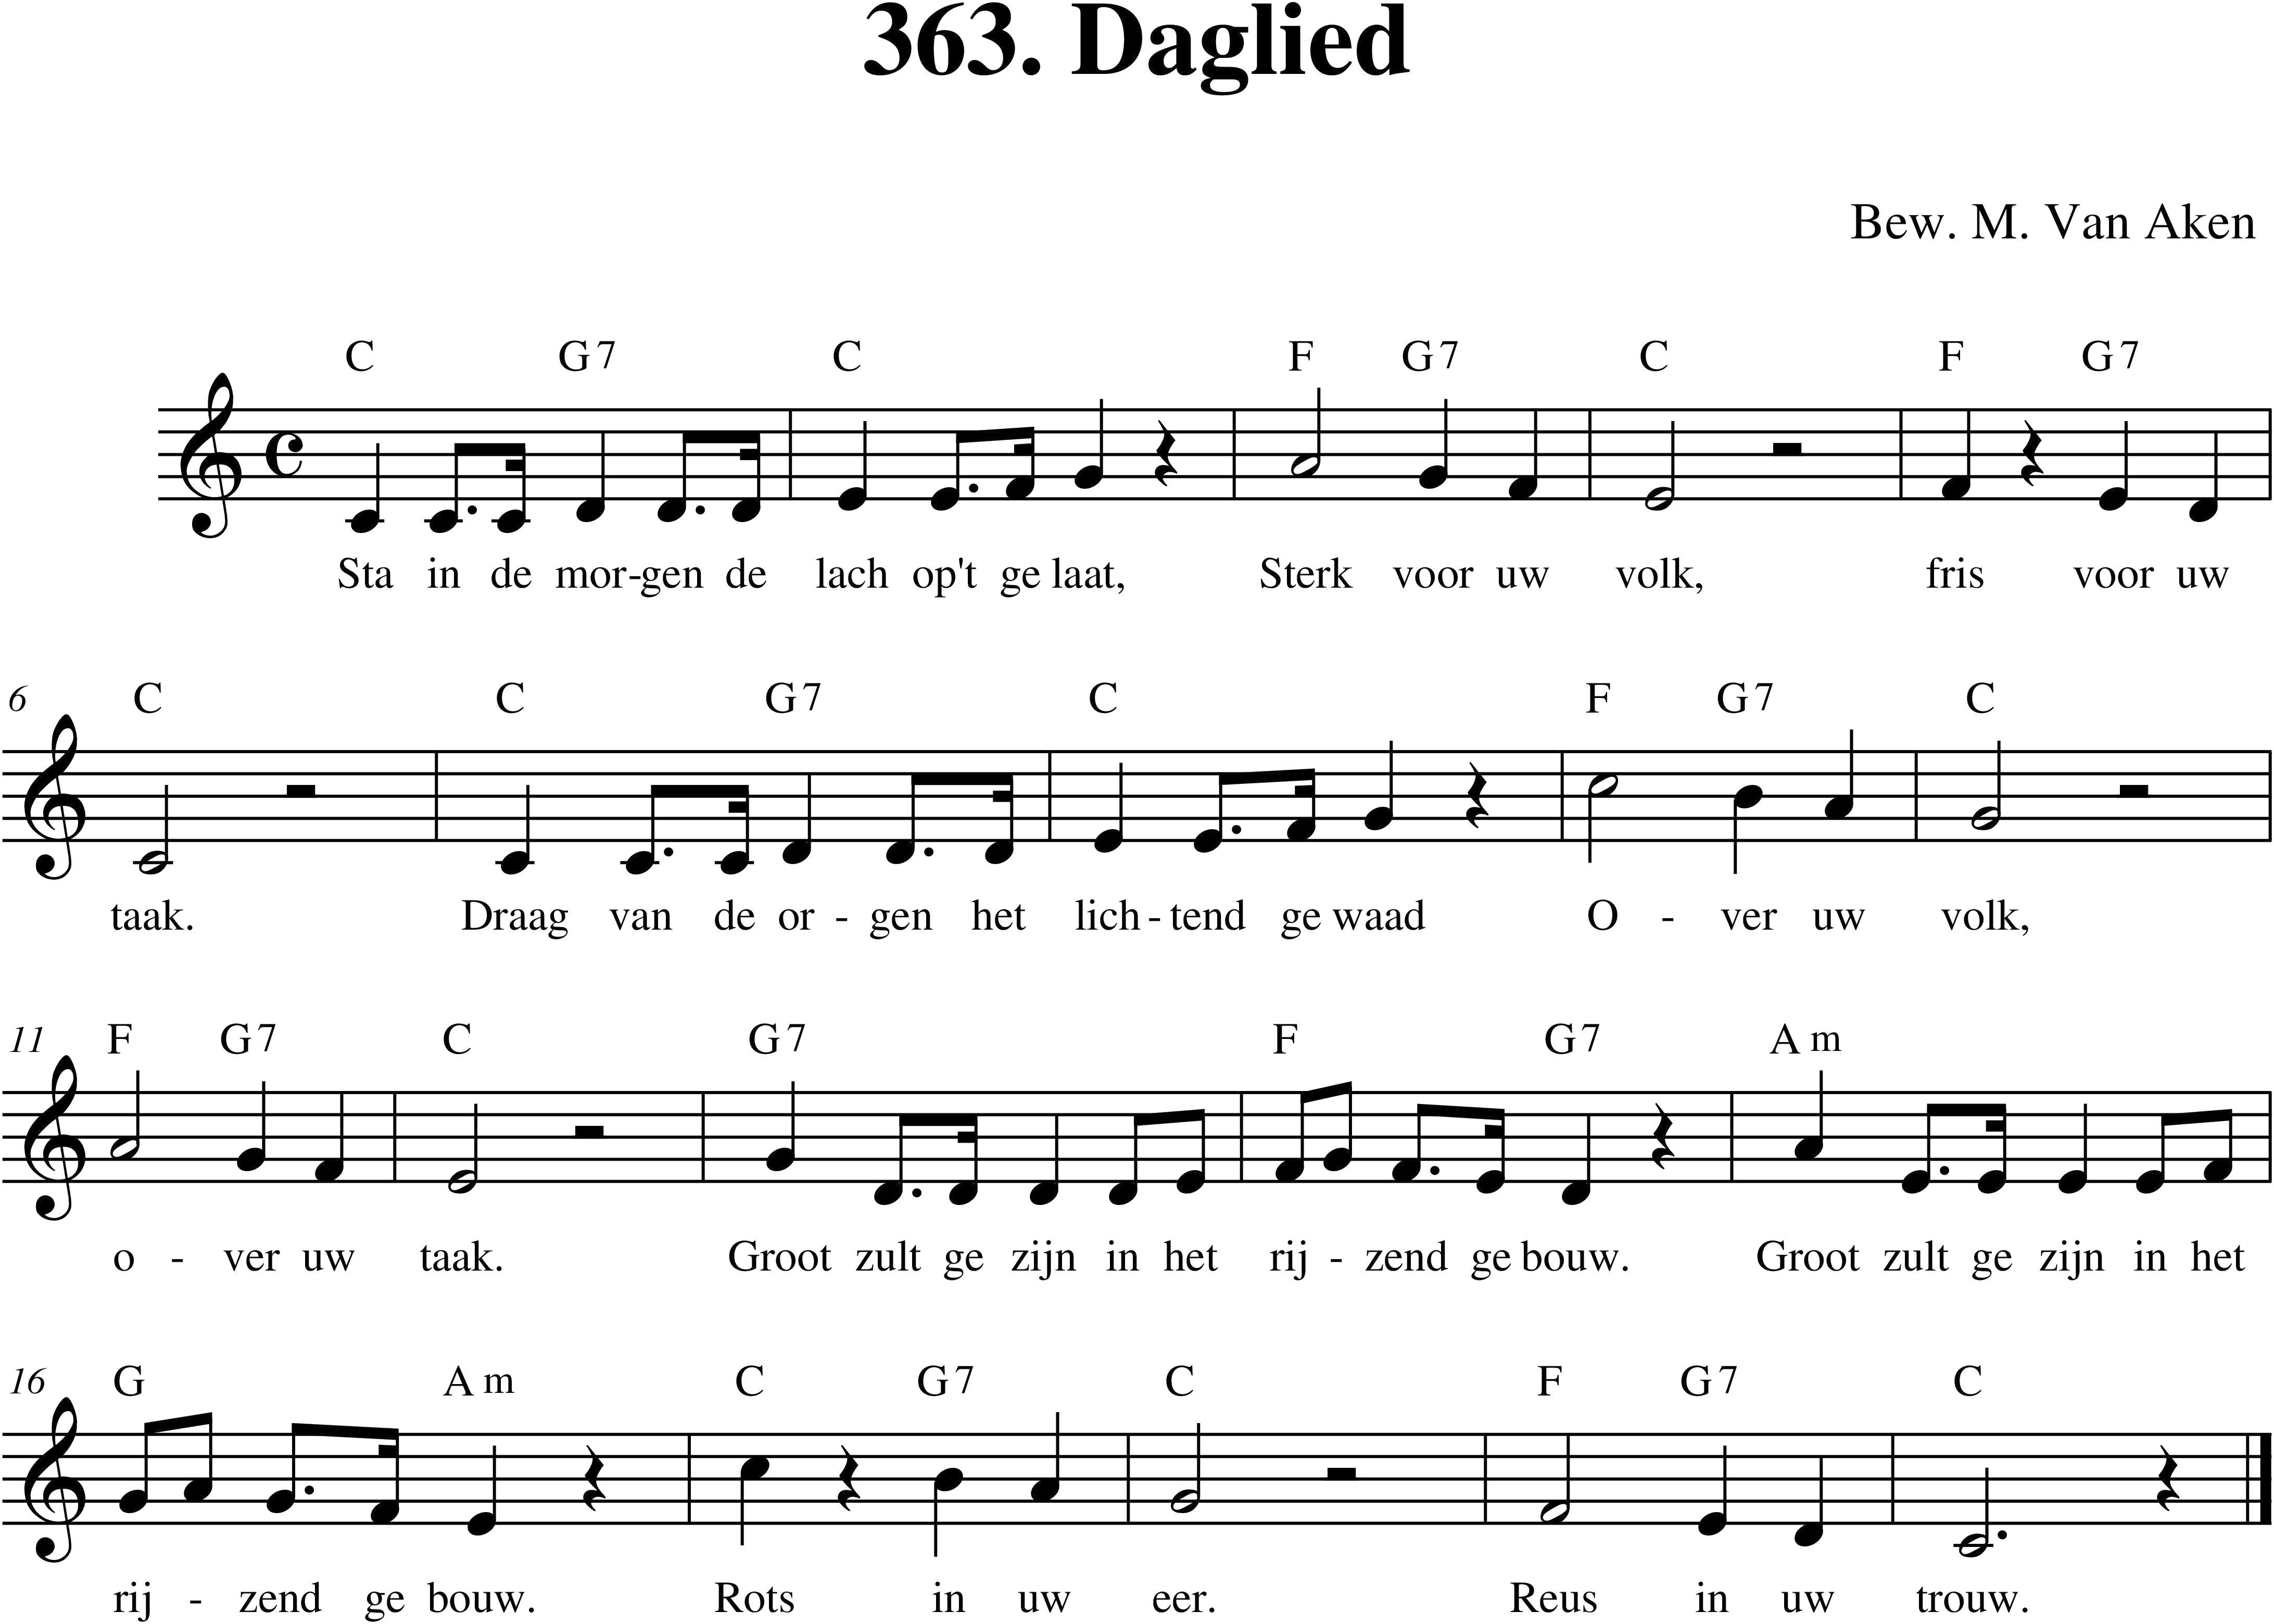 363. Daglied
Bew. M. Van Aken
C G7 C F G7 C F G7
Sta in de mor-gen de lach op't ge laat, Sterk voor uw volk, fris voor uw
6 C C G7 C F G7 C
taak. Draag van de or - gen het lich - tend ge waad O - ver uw volk,
11 F G7 C G7 F G7 Am
o - ver uw taak. Groot zult ge zijn in het rij - zend ge bouw. Groot zult ge zijn in het
16 G Am C G7 C F G7 C
rij - zend ge bouw. Rots in uw eer. Reus in uw trouw.